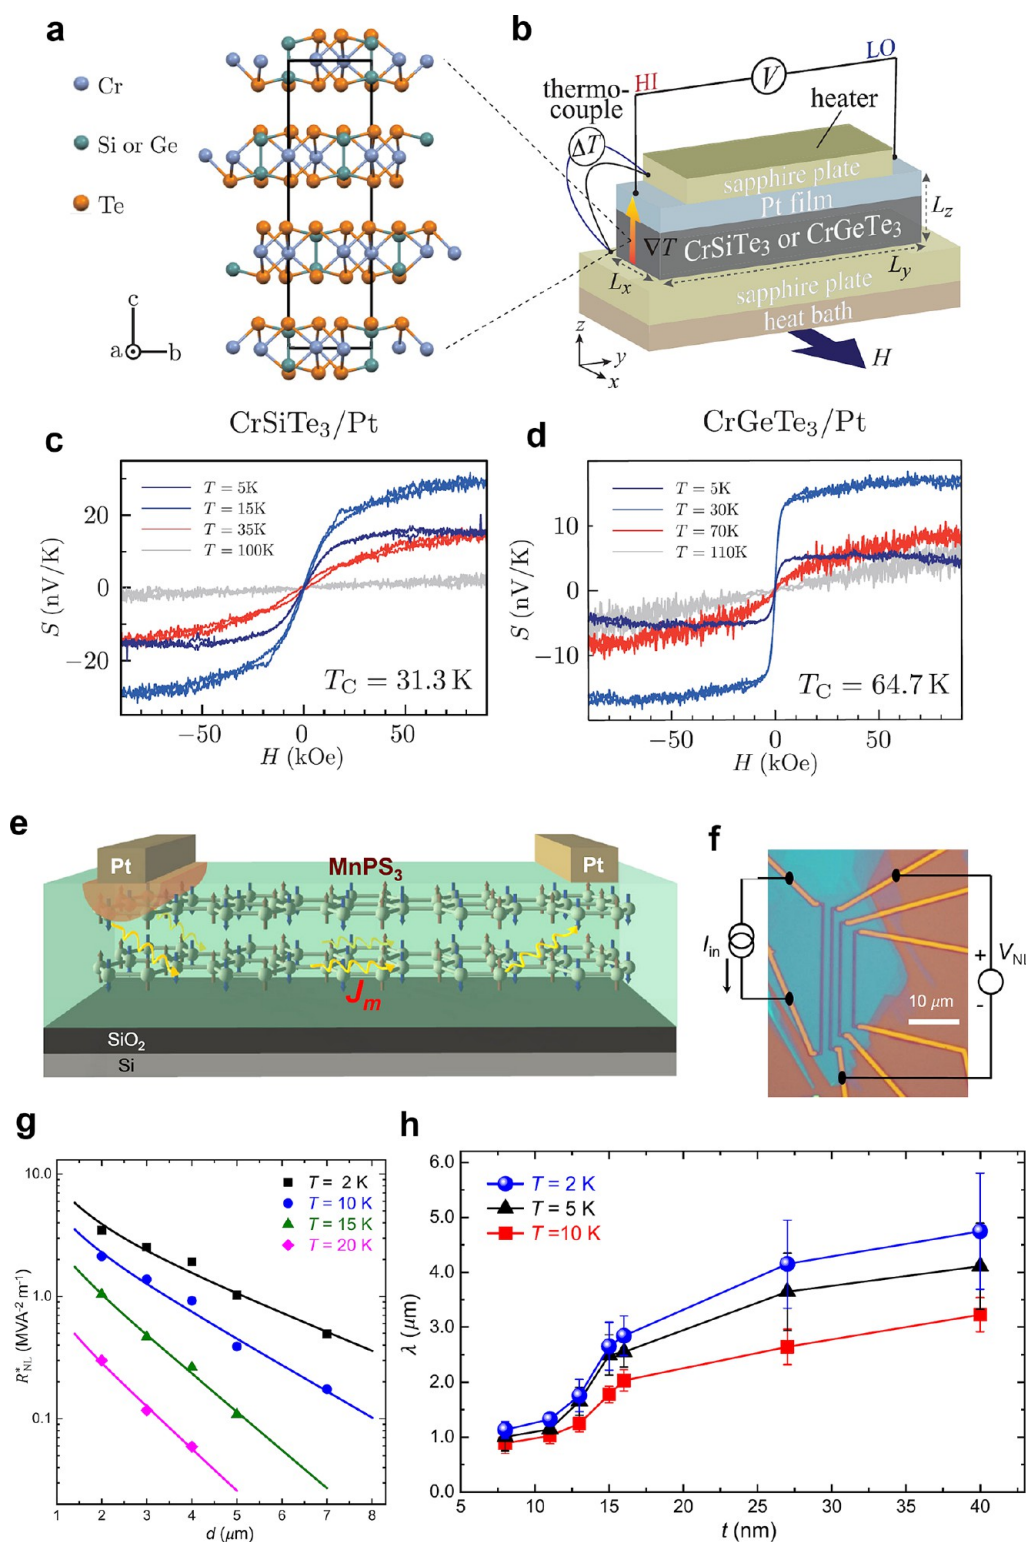 a
Cr
Si or Ge
Te
c
a
b
b
HI
LO
V
thermo-
couple
ΔT
heater
sapphire plate
Pt film
CrSiTe3 or CrGeTe3
∇T
Lz
Lx
Ly
sapphire plate
heat bath
z
y
x
H
CrSiTe3/Pt
c
T = 5K
T = 15K
T = 35K
T = 100K
20
0
−20
S (nV/K)
TC = 31.3 K
−50
0
50
H (kOe)
CrGeTe3/Pt
d
T = 5K
T = 30K
T = 70K
T = 110K
10
0
−10
S (nV/K)
TC = 64.7 K
−50
0
50
H (kOe)
e
Pt
MnPS3
Pt
Jm
SiO2
Si
f
Iin
VNL
+
-
10 μm
g
10.0
1.0
0.1
R*NL (MVA-2 m-1)
T = 2 K
T = 10 K
T = 15 K
T = 20 K
1 2 3 4 5 6 7 8
d (μm)
h
6.0
5.0
4.0
3.0
2.0
1.0
0.0
λ (μm)
T = 2 K
T = 5 K
T =10 K
5 10 15 20 25 30 35 40
t (nm)